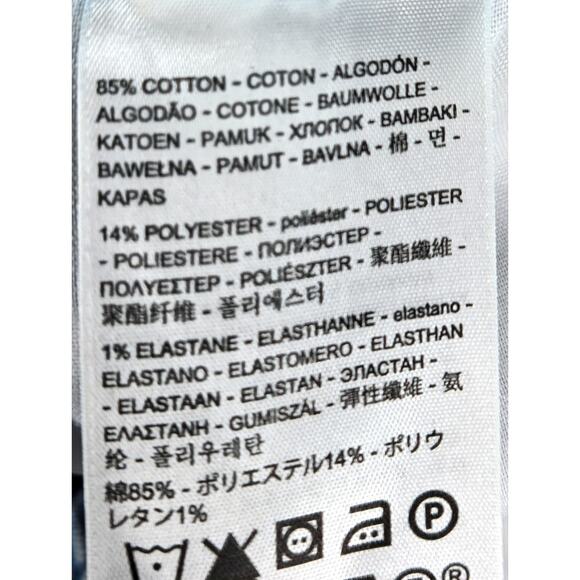 85% COTTON - COTON - ALGODÓN -
ALGODÃO - COTONE - BAUMWOLLE -
KATOEN - PAMUK - ХЛОПОК - BAMBAKI -
BAWEŁNA - PAMUT - BAVLNA - 棉 - 면 -
KAPAS
14% POLYESTER - poliéster - POLIESTER
- POLIESTERE - ПОЛИЭСТЕР -
ΠΟΛΥΕΣΤΕΡ - POLIÉSZTER - 聚酯纖維 -
聚酯纤维 - 폴리에스터
1% ELASTANE - ELASTHANNE - elastano -
ELASTANO - ELASTOMERO - ELASTHAN
- ELASTAAN - ELASTAN - ЭЛАСТАН -
ΕΛΑΣΤΑΝΗ - GUMISZÁL - 彈性纖維 - 氨
纶 - 폴리우레탄
綿85% - ポリエステル14% - ポリウ
レタン1%
P
R